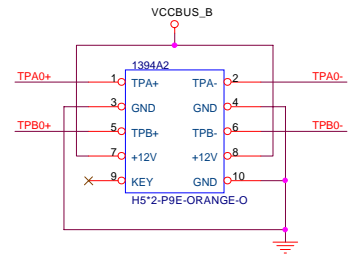 VCCBUS_B
1394A2
TPA0+ 1 TPA+ TPA- 2 TPA0-
3 GND GND 4
TPB0+ 5 TPB+ TPB- 6 TPB0-
7 +12V +12V 8
9 KEY GND 10
H5*2-P9E-ORANGE-O